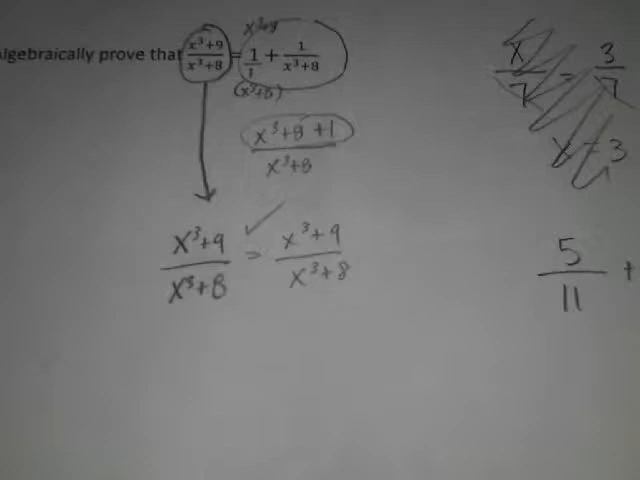 x³+8
algebraically prove that x³+9/x³+8 = 1/1 + 1/x³+8
(x³+8)
x³+8+1
x³+8
x³+9/x³+8 = x³+9/x³+8
x/7 = 3/7
x = 3
5/11 +